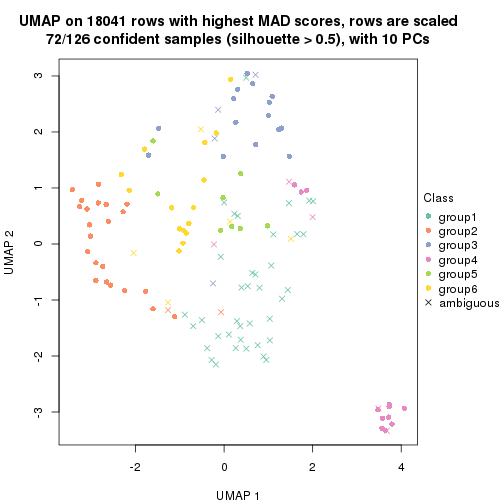 UMAP on 18041 rows with highest MAD scores, rows are scaled
72/126 confident samples (silhouette > 0.5), with 10 PCs
3
2
1
0
-1
-2
-3
UMAP 2
-2
0
2
4
UMAP 1
Class
group1
group2
group3
group4
group5
group6
ambiguous